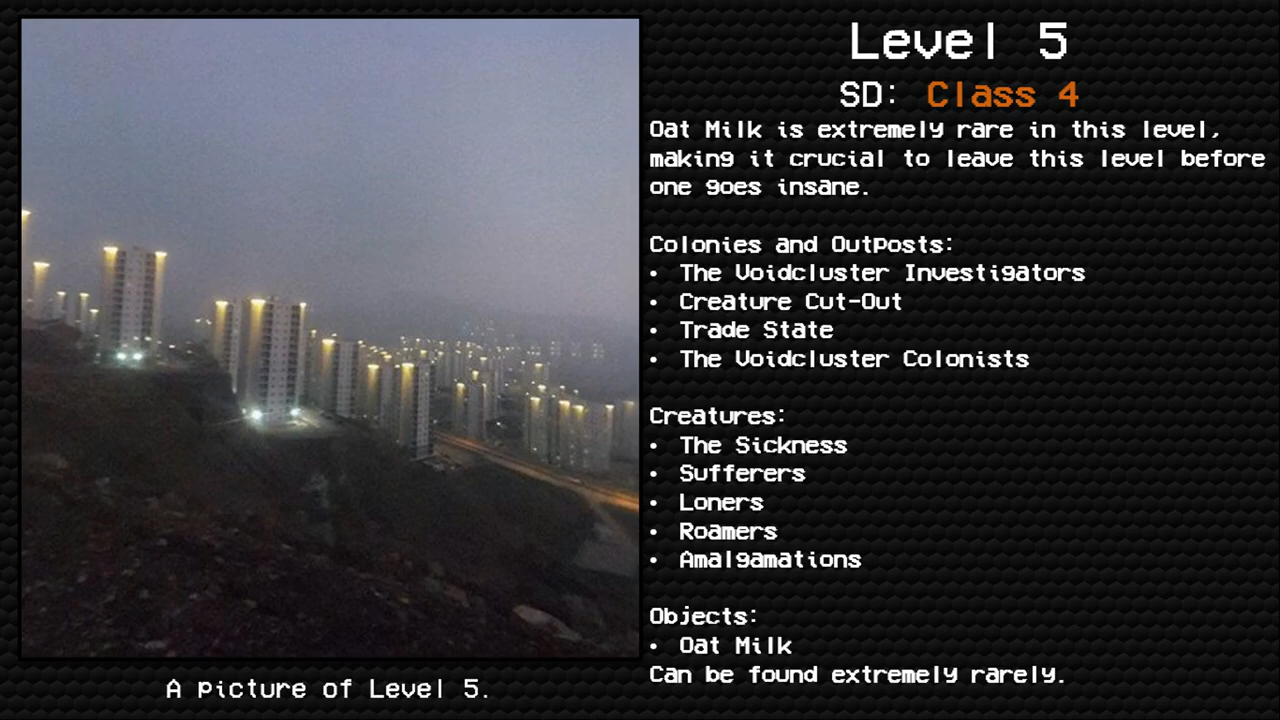 Level 5
SD: Class 4
Oat Milk is extremely rare in this level,
making it crucial to leave this level before
one goes insane.
Colonies and Outposts:
• The Voidcluster Investigators
• Creature Cut-Out
• Trade State
• The Voidcluster Colonists
Creatures:
• The Sickness
• Sufferers
• Loners
• Roamers
• Amalgamations
Objects:
• Oat Milk
Can be found extremely rarely.
A picture of Level 5.